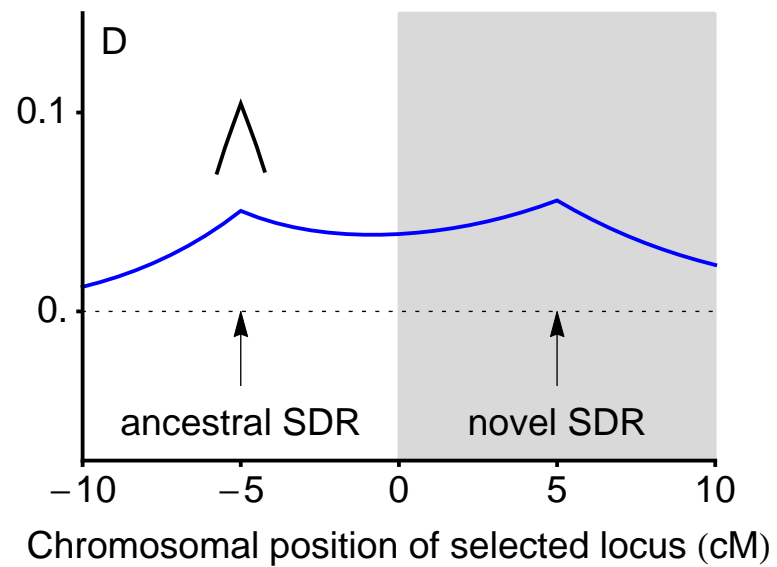 D
0.1
0.
ancestral SDR
novel SDR
−10
−5
0
5
10
Chromosomal position of selected locus (cM)